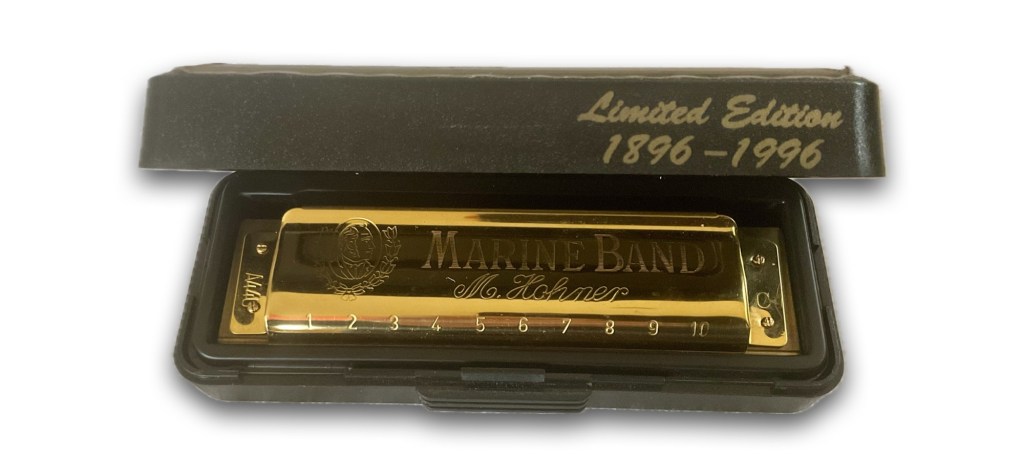 Limited Edition
1896 – 1996
MARINE BAND
M. Hohner
1 2 3 4 5 6 7 8 9 10
C